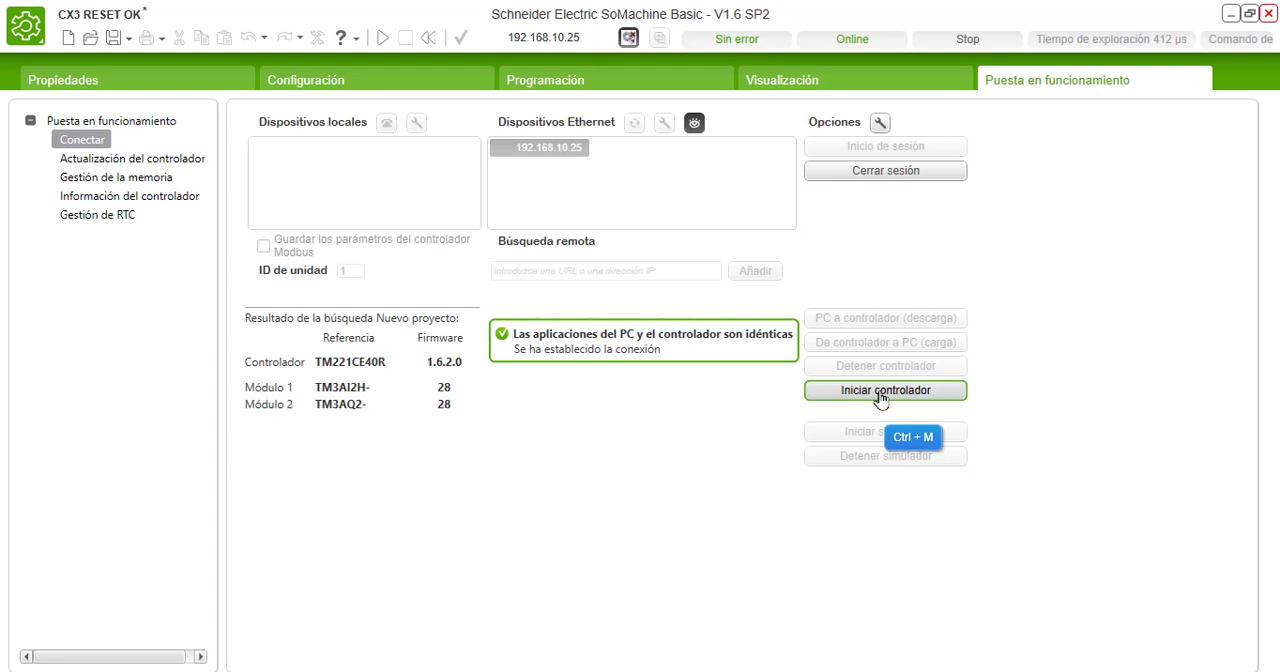 CX3 RESET OK*
Schneider Electric SoMachine Basic - V1.6 SP2
192.168.10.25
Sin error
Online
Stop
Tiempo de exploración 412 µs
Comando de
Propiedades
Configuración
Programación
Visualización
Puesta en funcionamiento
Puesta en funcionamiento
Conectar
Actualización del controlador
Gestión de la memoria
Información del controlador
Gestión de RTC
Dispositivos locales
Dispositivos Ethernet
Opciones
192.168.10.25
Inicio de sesión
Cerrar sesión
Guardar los parámetros del controlador
Modbus
ID de unidad 1
Búsqueda remota
Introduzca una URL o una dirección IP
Añadir
Resultado de la búsqueda Nuevo proyecto:
Referencia Firmware
Controlador TM221CE40R 1.6.2.0
Módulo 1 TM3AI2H- 28
Módulo 2 TM3AQ2- 28
Las aplicaciones del PC y el controlador son idénticas
Se ha establecido la conexión
PC a controlador (descarga)
De controlador a PC (carga)
Detener controlador
Iniciar controlador
Iniciar s
Ctrl + M
Detener simulador